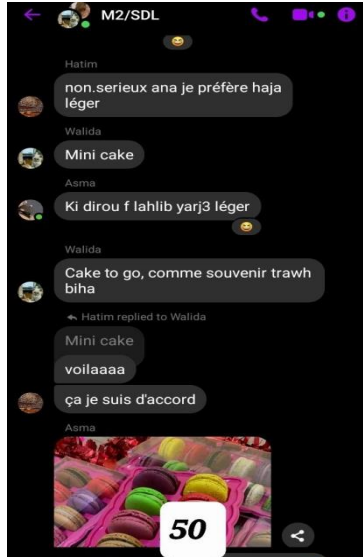 M2/SDL
Hatim
non.serieux ana je préfère haja
léger
Walida
Mini cake
Asma
Ki dirou f lahlib yarj3 léger
Walida
Cake to go, comme souvenir trawh
biha
Hatim replied to Walida
Mini cake
voilaaaa
ça je suis d'accord
Asma
50